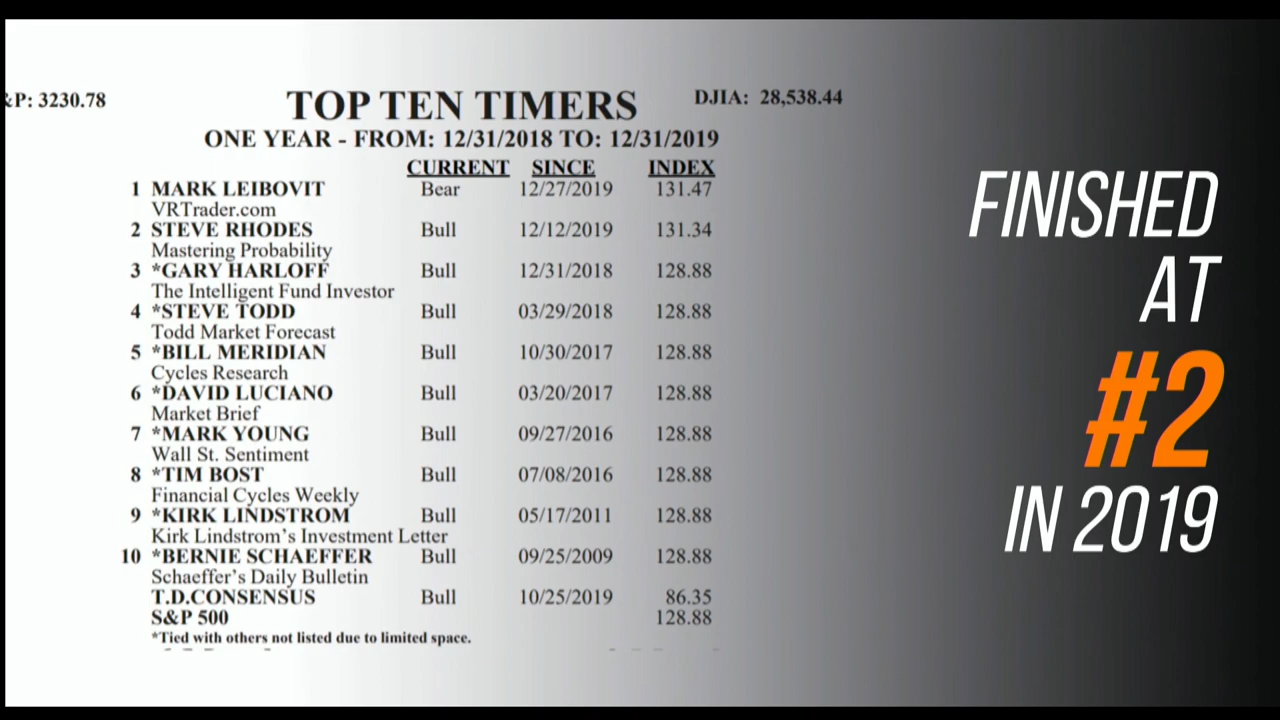 &P: 3230.78
TOP TEN TIMERS
DJIA: 28,538.44
ONE YEAR - FROM: 12/31/2018 TO: 12/31/2019
CURRENT SINCE INDEX
1 MARK LEIBOVIT Bear 12/27/2019 131.47
VRTrader.com
2 STEVE RHODES Bull 12/12/2019 131.34
Mastering Probability
3 *GARY HARLOFF Bull 12/31/2018 128.88
The Intelligent Fund Investor
4 *STEVE TODD Bull 03/29/2018 128.88
Todd Market Forecast
5 *BILL MERIDIAN Bull 10/30/2017 128.88
Cycles Research
6 *DAVID LUCIANO Bull 03/20/2017 128.88
Market Brief
7 *MARK YOUNG Bull 09/27/2016 128.88
Wall St. Sentiment
8 *TIM BOST Bull 07/08/2016 128.88
Financial Cycles Weekly
9 *KIRK LINDSTROM Bull 05/17/2011 128.88
Kirk Lindstrom's Investment Letter
10 *BERNIE SCHAEFFER Bull 09/25/2009 128.88
Schaeffer's Daily Bulletin
T.D.CONSENSUS Bull 10/25/2019 86.35
S&P 500 128.88
*Tied with others not listed due to limited space.
FINISHED
AT
#2
IN 2019